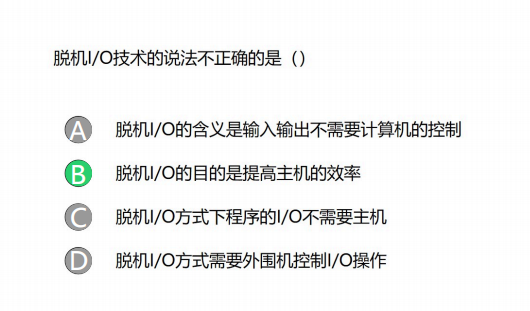 脱机I/O技术的说法不正确的是（）
A 脱机I/O的含义是输入输出不需要计算机的控制
B 脱机I/O的目的是提高主机的效率
C 脱机I/O方式下程序的I/O不需要主机
D 脱机I/O方式需要外围机控制I/O操作